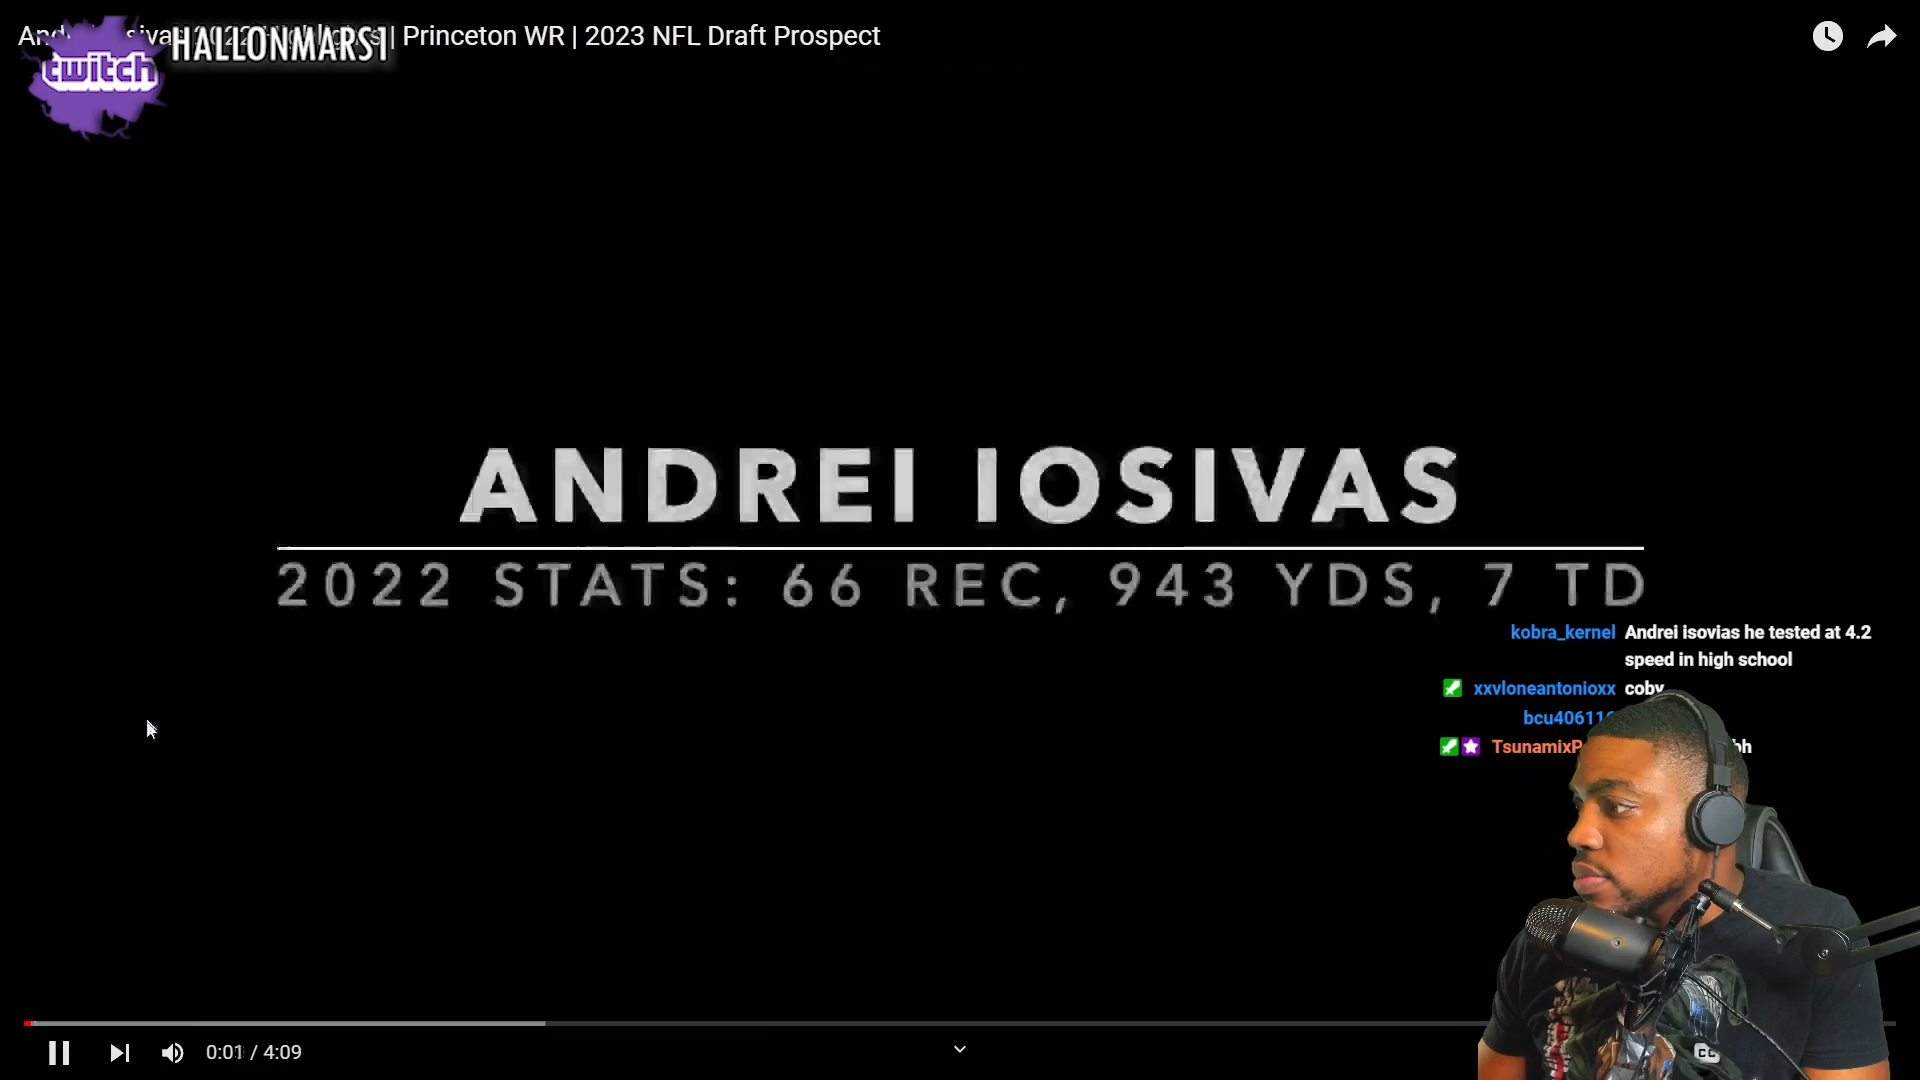 | Princeton WR | 2023 NFL Draft Prospect
twitch
HALLONMARS1
ANDREI IOSIVAS
2022 STATS: 66 REC, 943 YDS, 7 TD
kobra_kernel Andrei isovias he tested at 4.2
speed in high school
xxvloneantonioxx coby
0:01 / 4:09
CC